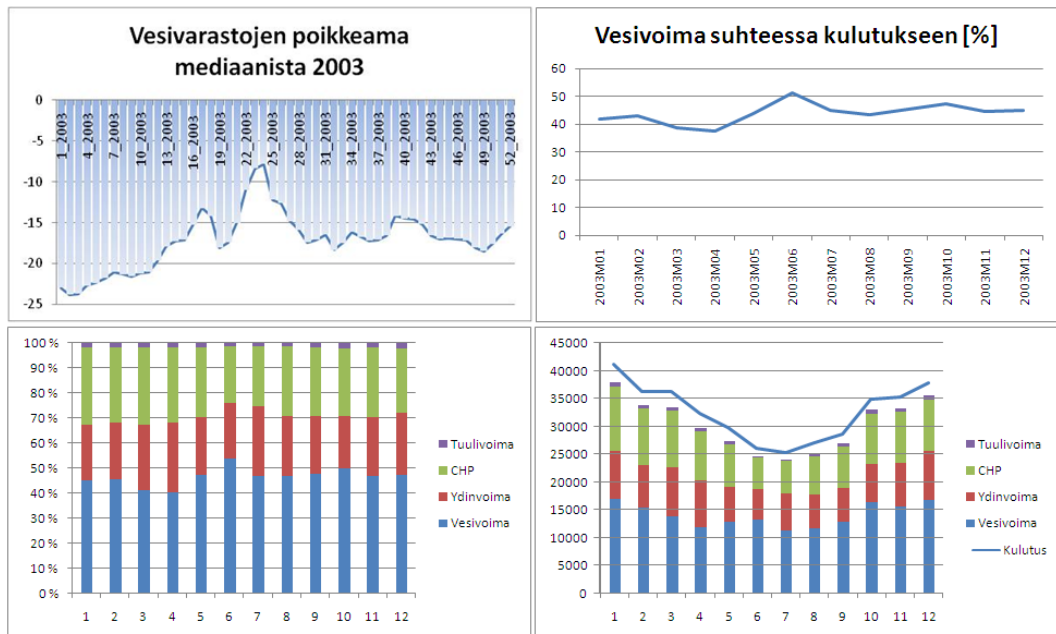 Vesivarastojen poikkeama
mediaanista 2003
0
-5
-10
-15
-20
-25
1_2003
4_2003
7_2003
10_2003
13_2003
16_2003
19_2003
22_2003
25_2003
28_2003
31_2003
34_2003
37_2003
40_2003
43_2003
46_2003
49_2003
52_2003
Vesivoima suhteessa kulutukseen [%]
60
50
40
30
20
10
0
2003M01
2003M02
2003M03
2003M04
2003M05
2003M06
2003M07
2003M08
2003M09
2003M10
2003M11
2003M12
100 %
90 %
80 %
70 %
60 %
50 %
40 %
30 %
20 %
10 %
0 %
1 2 3 4 5 6 7 8 9 10 11 12
Tuulivoima
CHP
Ydinvoima
Vesivoima
45000
40000
35000
30000
25000
20000
15000
10000
5000
0
1 2 3 4 5 6 7 8 9 10 11 12
Tuulivoima
CHP
Ydinvoima
Vesivoima
Kulutus